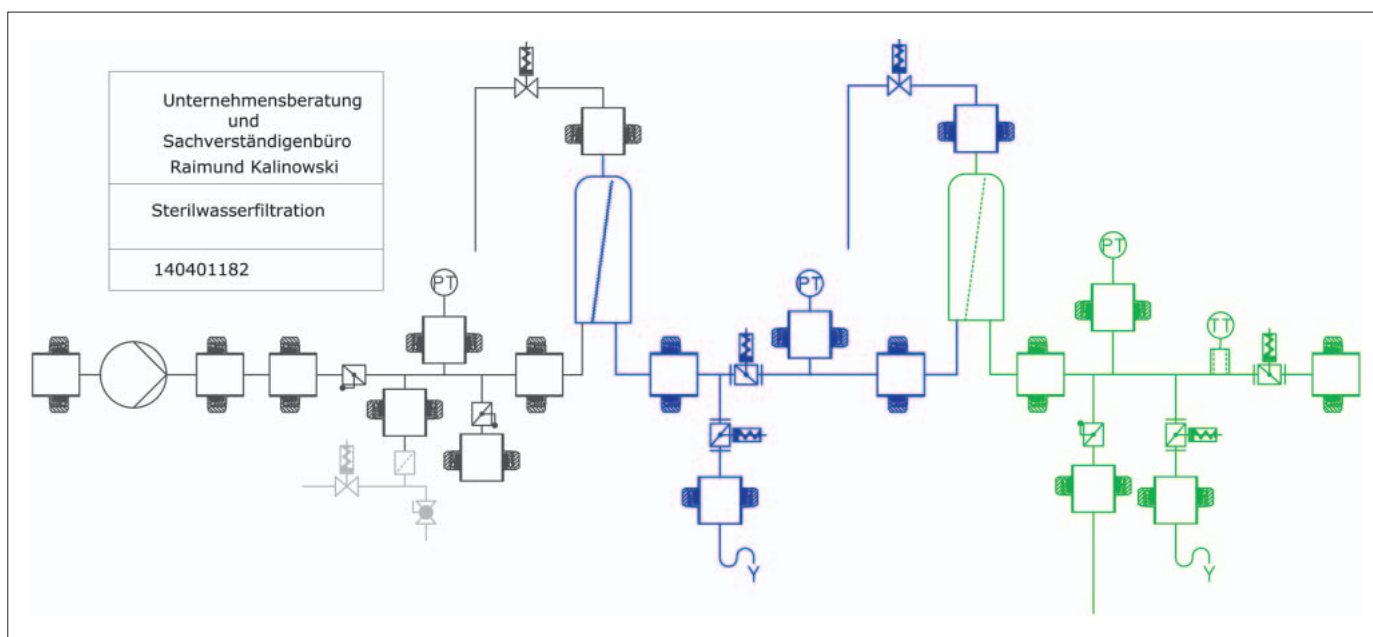 Unternehmensberatung
und
Sachverständigenbüro
Raimund Kalinowski
Sterilwasserfiltration
140401182
PT
PT
PT
TT
Y
Y